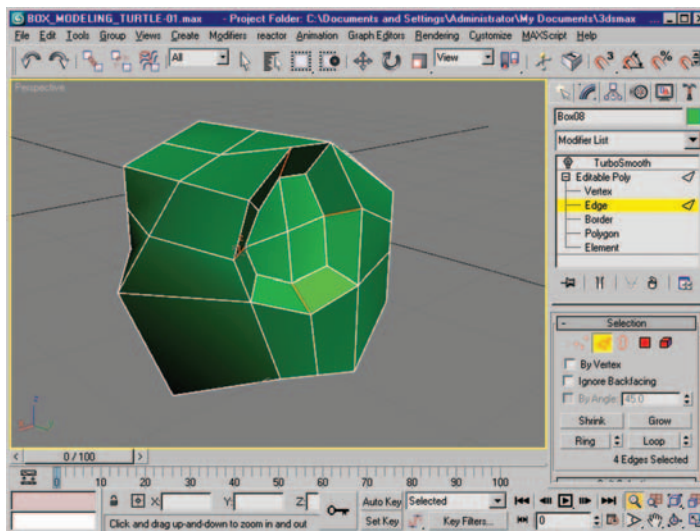 BOX_MODELING_TURTLE-01.max - Project Folder: C:\Documents and Settings\Administrator\My Documents\3dsmax
File Edit Tools Group Views Create Modifiers reactor Animation Graph Editors Rendering Customize MAXScript Help
All
View
Perspective
Box08
Modifier List
TurboSmooth
Editable Poly
Vertex
Edge
Border
Polygon
Element
Selection
By Vertex
Ignore Backfacing
By Angle: 45.0
Shrink Grow
Ring Loop
4 Edges Selected
z
0 / 100
0 10 20 30 40 50 60 70 80 90 100
X: Y: Z:
Auto Key Selected
Click and drag up-and-down to zoom in and out
Set Key Key Filters... 0